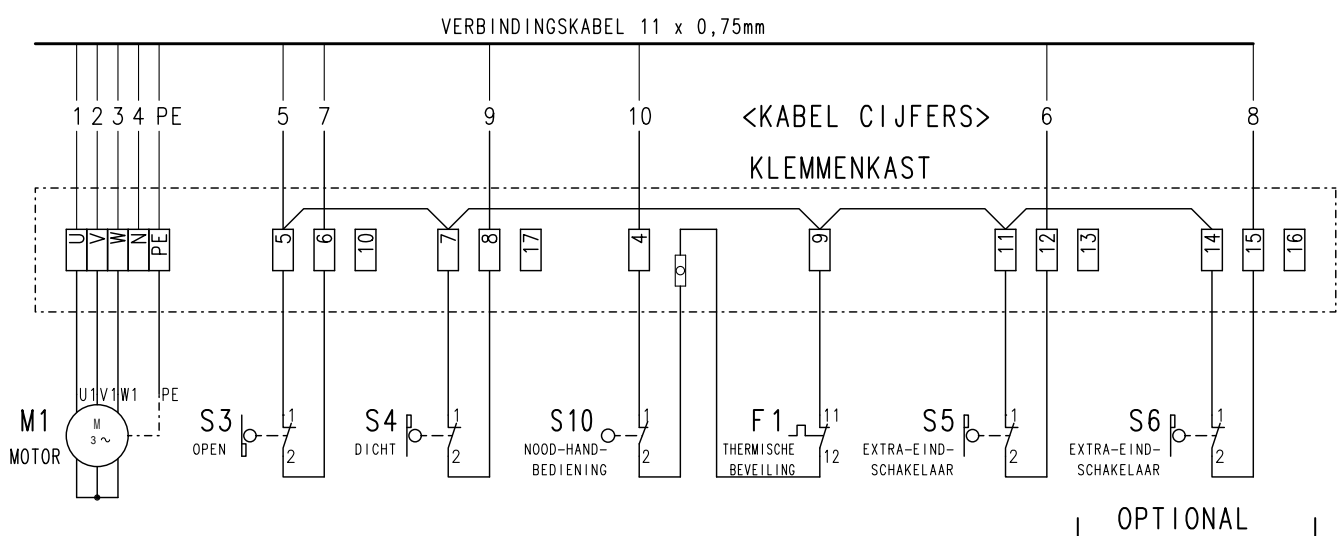 VERBINDINGSKABEL 11 x 0,75mm
1 2 3 4 PE 5 7 9 10 <KABEL CIJFERS> 6 8
KLEMMENKAST
U V W N PE 5 6 10 7 8 17 4 9 11 12 13 14 15 16
U1 V1 W1 PE
M1
MOTOR
M
3~
S3
OPEN
1
2
S4
DICHT
1
2
S10
NOOD-HAND-
BEDIENING
1
2
F1
THERMISCHE
BEVEILING
11
12
S5
EXTRA-EIND-
SCHAKELAAR
1
2
S6
EXTRA-EIND-
SCHAKELAAR
1
2
OPTIONAL